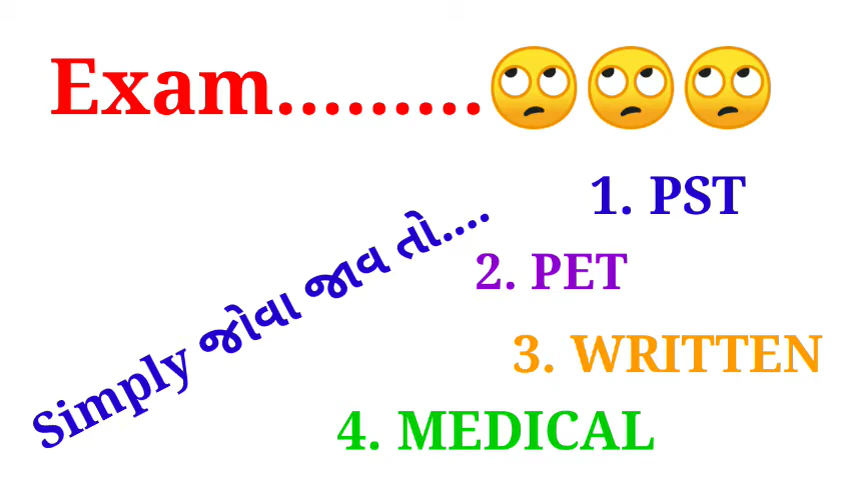 Exam.........🙄🙄🙄
1. PST
Simply જોવા જાવ તો....
2. PET
3. WRITTEN
4. MEDICAL